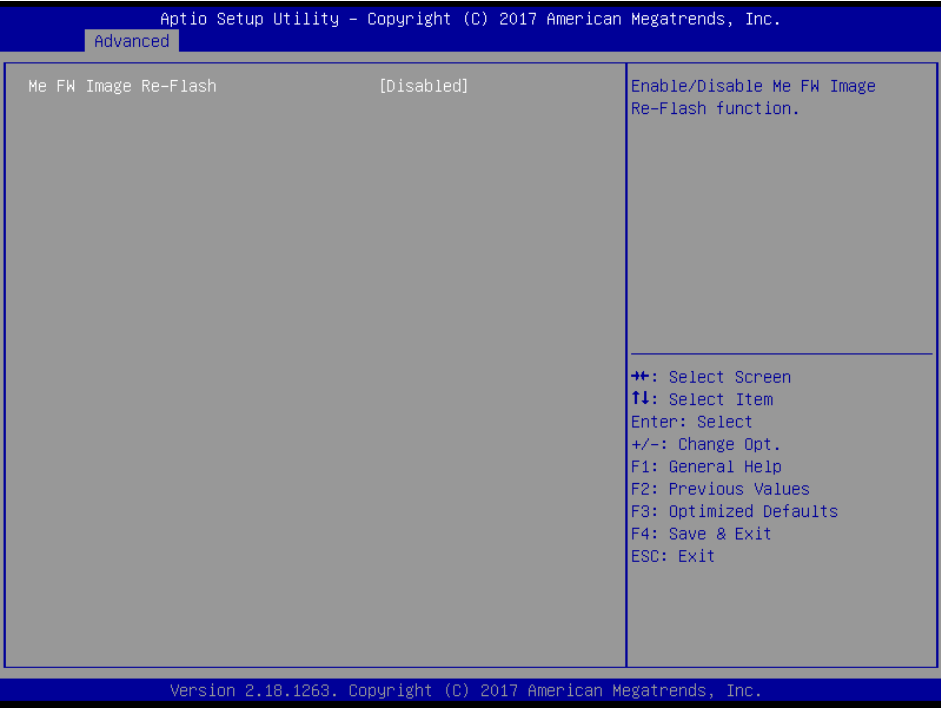 Aptio Setup Utility – Copyright (C) 2017 American Megatrends, Inc.
Advanced
Me FW Image Re-Flash [Disabled]
Enable/Disable Me FW Image
Re-Flash function.
→←: Select Screen
↑↓: Select Item
Enter: Select
+/-: Change Opt.
F1: General Help
F2: Previous Values
F3: Optimized Defaults
F4: Save & Exit
ESC: Exit
Version 2.18.1263. Copyright (C) 2017 American Megatrends, Inc.